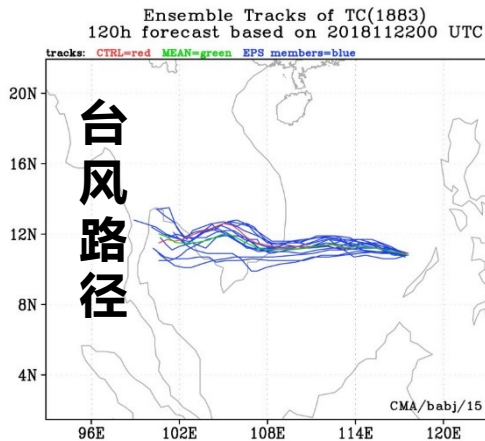 Ensemble Tracks of TC(1883)
120h forecast based on 2018112200 UTC
tracks: CTRL=red MEAN=green EPS members=blue
20N
16N
12N
8N
4N
台风路径
CMA/babj/15
96E 102E 108E 114E 120E